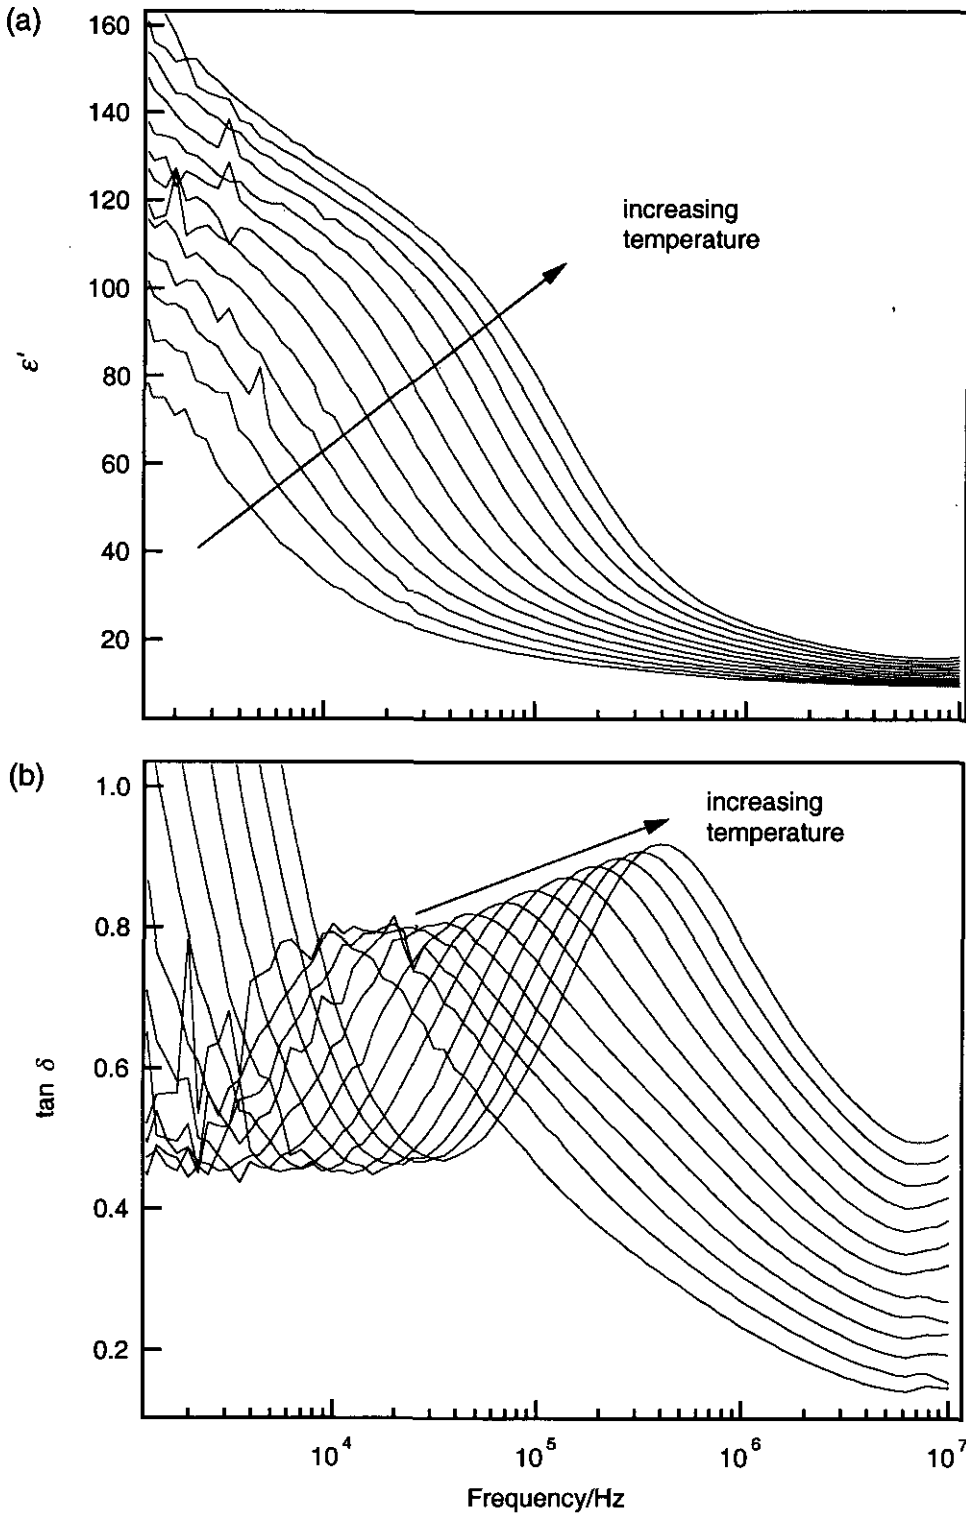 (a)
160
140
120
100
80
60
40
20
ε'
increasing
temperature
(b)
1.0
0.8
0.6
0.4
0.2
tan δ
increasing
temperature
10⁴
10⁵
10⁶
10⁷
Frequency/Hz